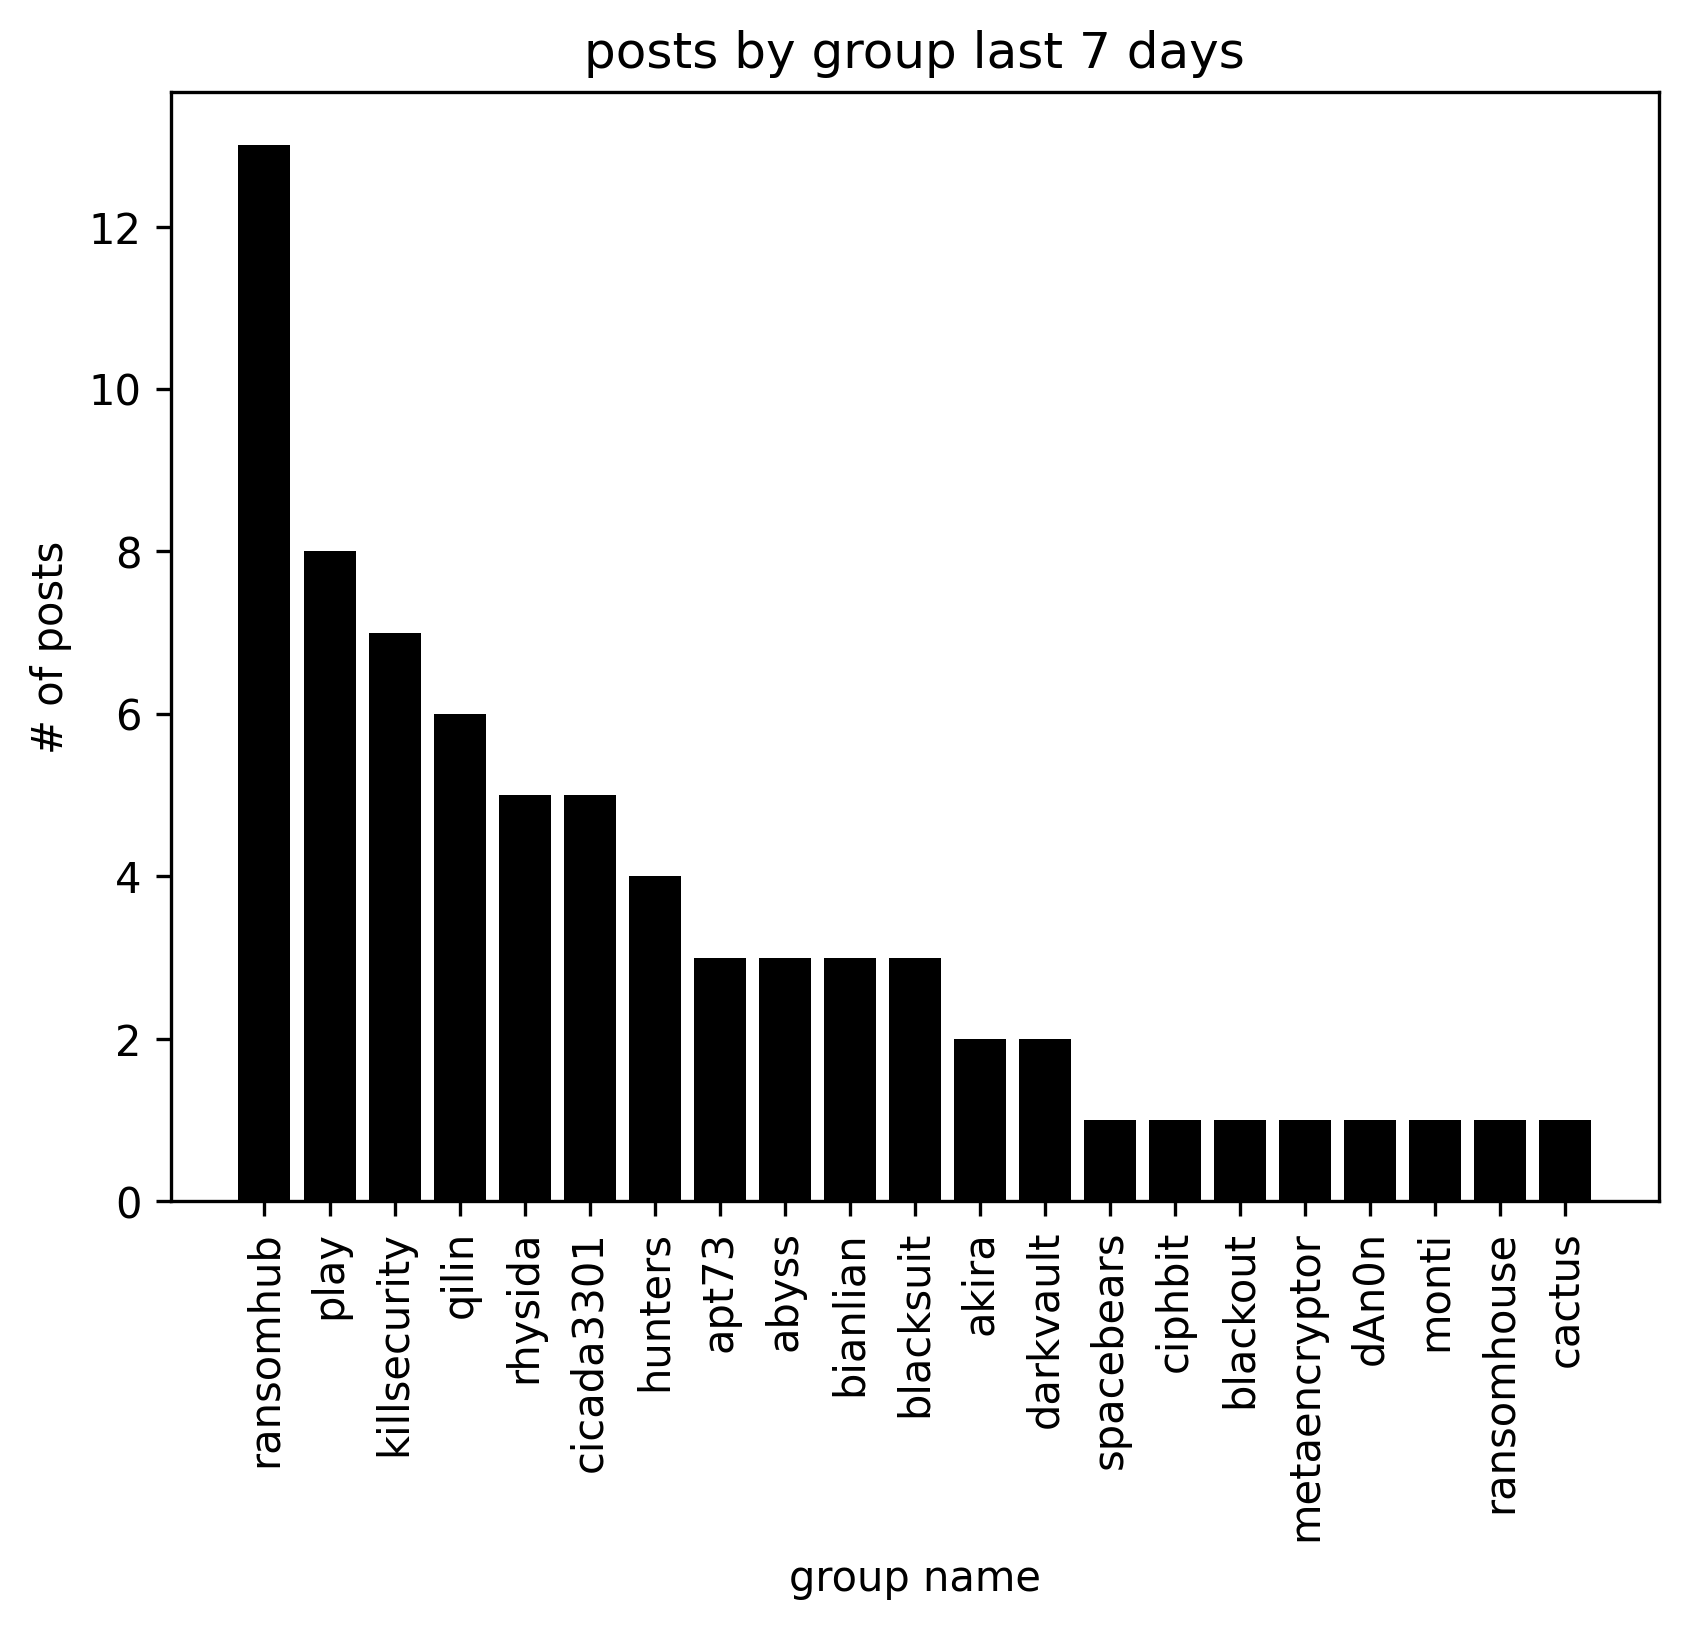 posts by group last 7 days
# of posts
12
10
8
6
4
2
0
ransomhub
play
killsecurity
qilin
rhysida
cicada3301
hunters
apt73
abyss
bianlian
blacksuit
akira
darkvault
spacebears
ciphbit
blackout
metaencryptor
dAn0n
monti
ransomhouse
cactus
group name